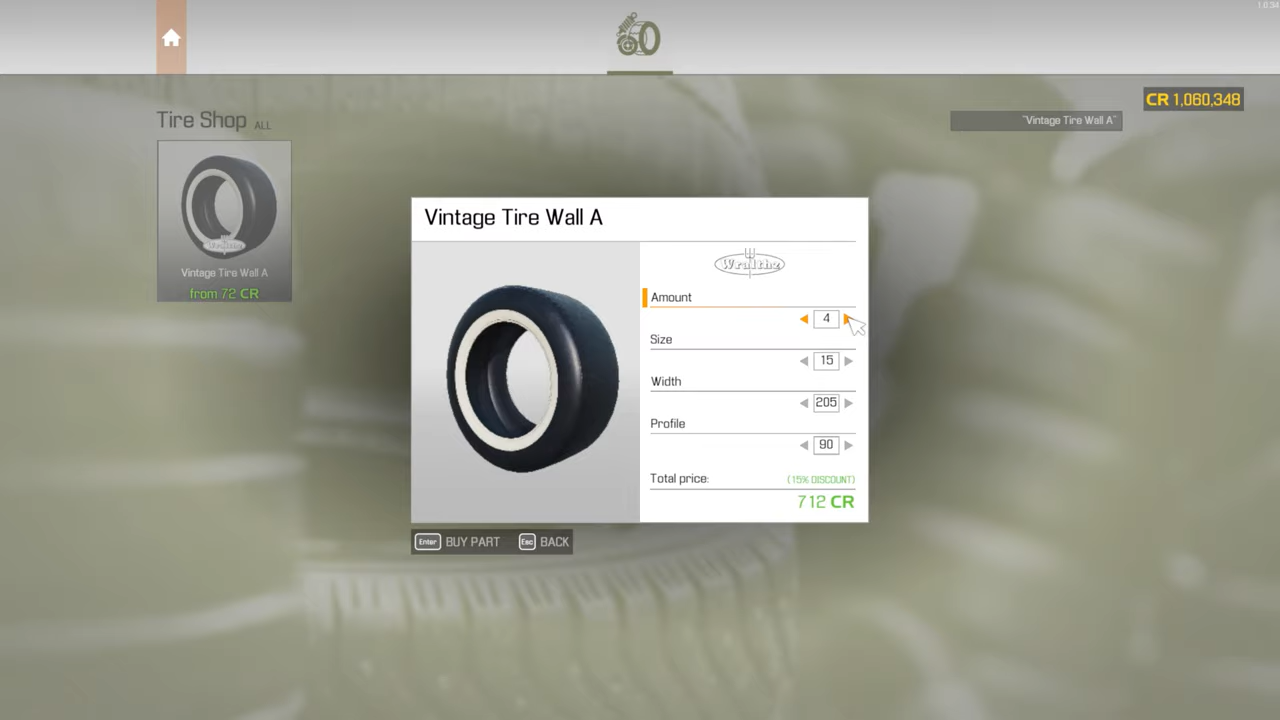 1.0.34
CR 1,060,348
Tire Shop ALL
"Vintage Tire Wall A"
Vintage Tire Wall A
from 72 CR
Vintage Tire Wall A
Wraithz
Amount
4
Size
15
Width
205
Profile
90
Total price: (15% DISCOUNT)
712 CR
Enter BUY PART Esc BACK